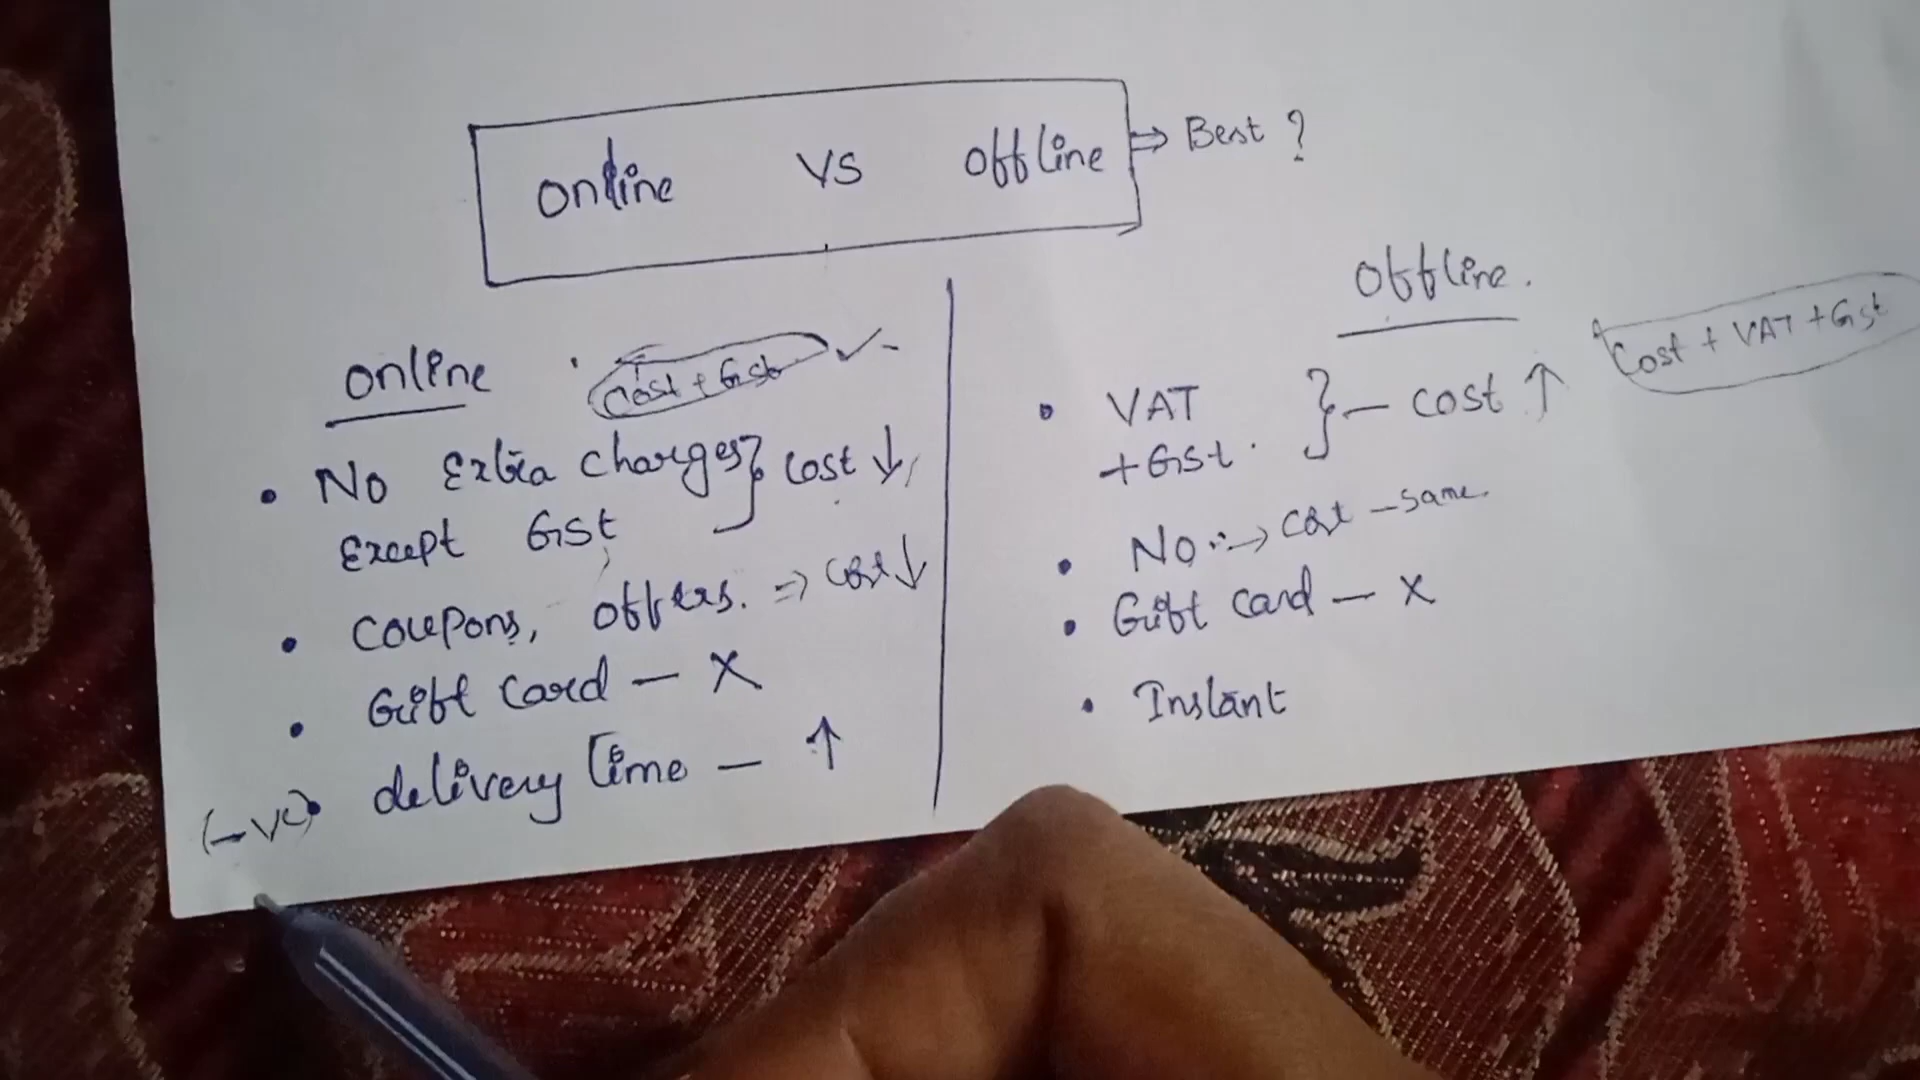 online VS offline ⇒ Best ?
online
Cost + Gst ✓
• No Extra charges } cost ↓
Except Gst
• Coupons, offers. ⇒ cost ↓
• Gift Card – X
(-ve) • delivery time – ↑
offline.
Cost + VAT + Gst
• VAT } – cost ↑
+ Gst.
• No → cost – same.
• Gift card – X
• Instant